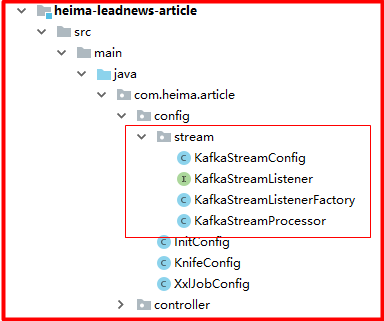 heima-leadnews-article
src
main
java
com.heima.article
config
stream
KafkaStreamConfig
KafkaStreamListener
KafkaStreamListenerFactory
KafkaStreamProcessor
InitConfig
KnifeConfig
XxlJobConfig
controller